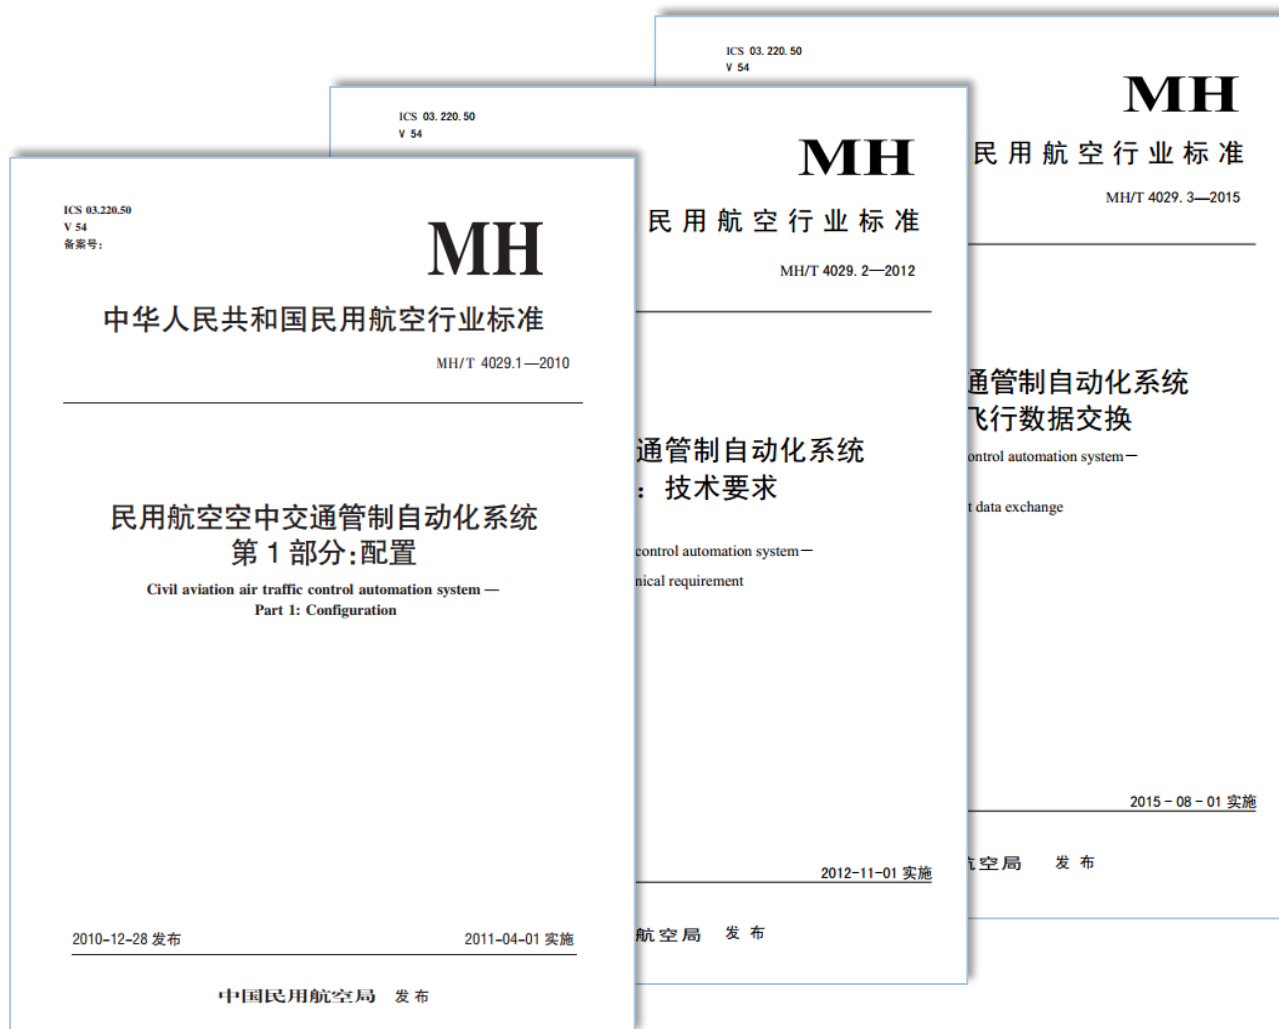 ICS 03.220.50
V 54
备案号:
MH
中华人民共和国民用航空行业标准
MH/T 4029.1—2010
民用航空空中交通管制自动化系统
第 1 部分:配置
Civil aviation air traffic control automation system —
Part 1: Configuration
2010-12-28 发布
2011-04-01 实施
中国民用航空局 发布
ICS 03.220.50
V 54
MH
民用航空行业标准
MH/T 4029.2—2012
通管制自动化系统
：技术要求
control automation system—
nical requirement
2012-11-01 实施
航空局 发布
ICS 03.220.50
V 54
MH
民用航空行业标准
MH/T 4029.3—2015
通管制自动化系统
飞行数据交换
ontrol automation system—
t data exchange
2015-08-01 实施
空局 发布